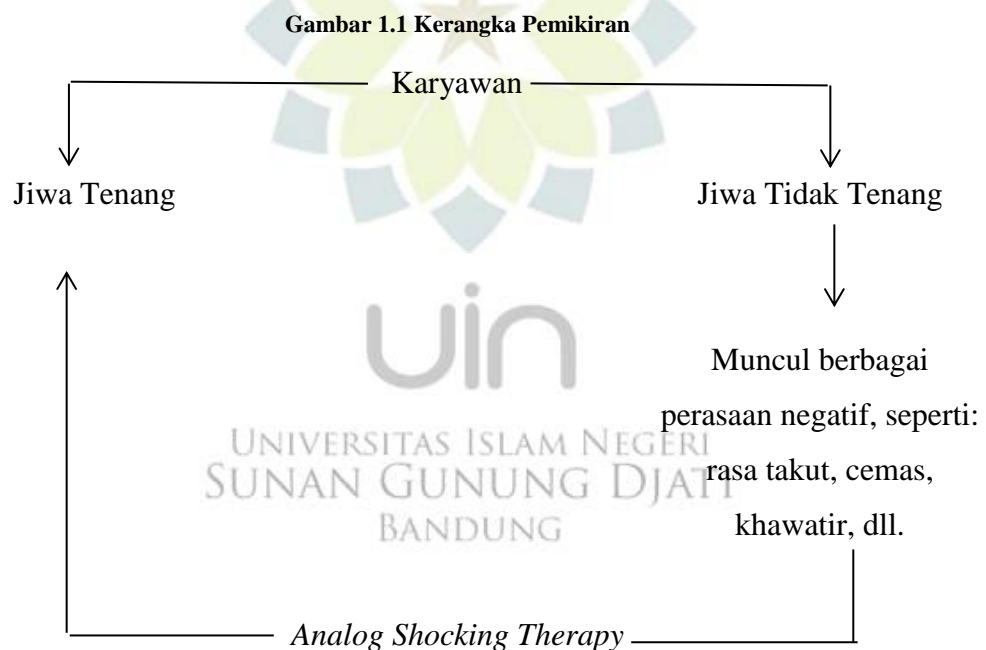 Gambar 1.1 Kerangka Pemikiran
Karyawan
Jiwa Tenang
Jiwa Tidak Tenang
uin
Muncul berbagai
perasaan negatif, seperti:
rasa takut, cemas,
khawatir, dll.
UNIVERSITAS ISLAM NEGERI
SUNAN GUNUNG DJATI
BANDUNG
Analog Shocking Therapy